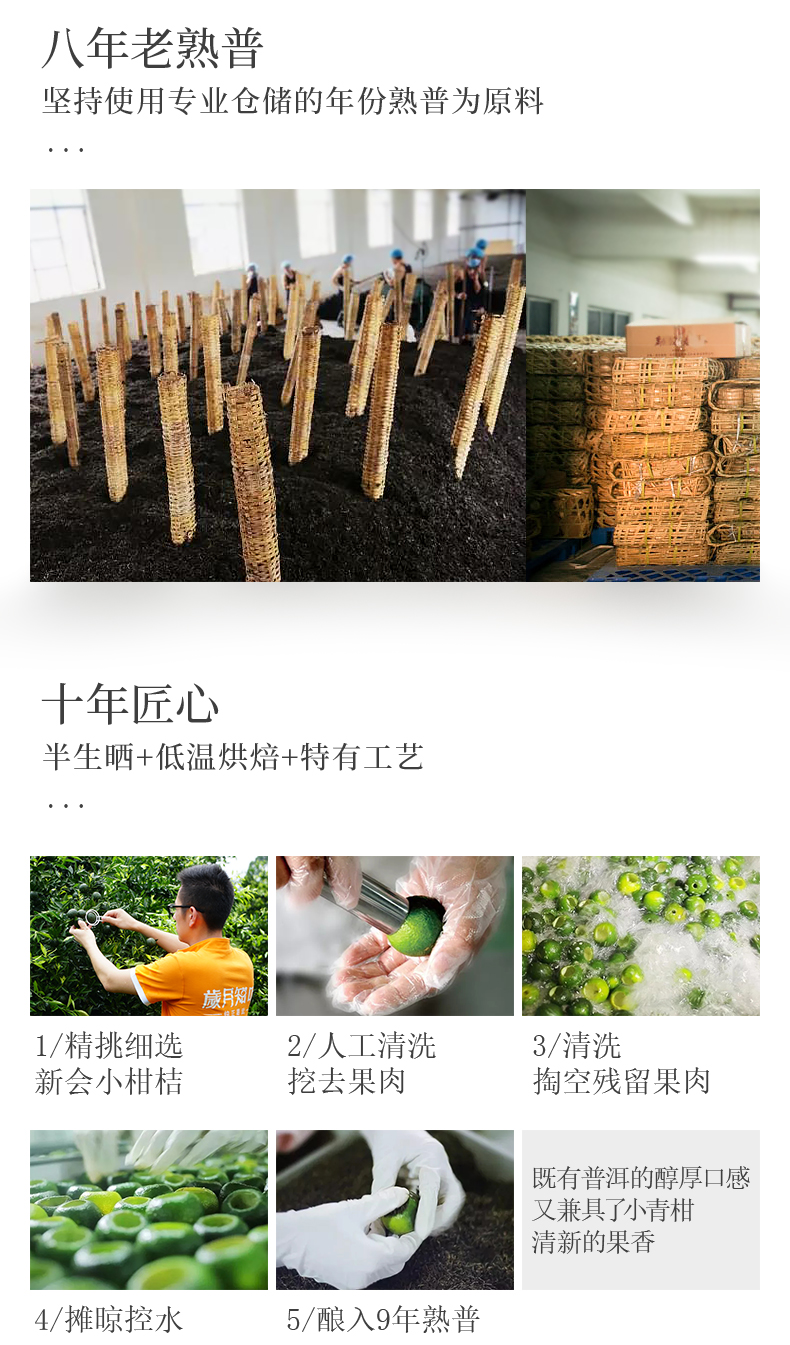 八年老熟普
坚持使用专业仓储的年份熟普为原料
...
十年匠心
半生晒+低温烘焙+特有工艺
...
歲月知
1/精挑细选
新会小柑桔
2/人工清洗
挖去果肉
3/清洗
掏空残留果肉
4/摊晾控水
5/酿入9年熟普
既有普洱的醇厚口感
又兼具了小青柑
清新的果香